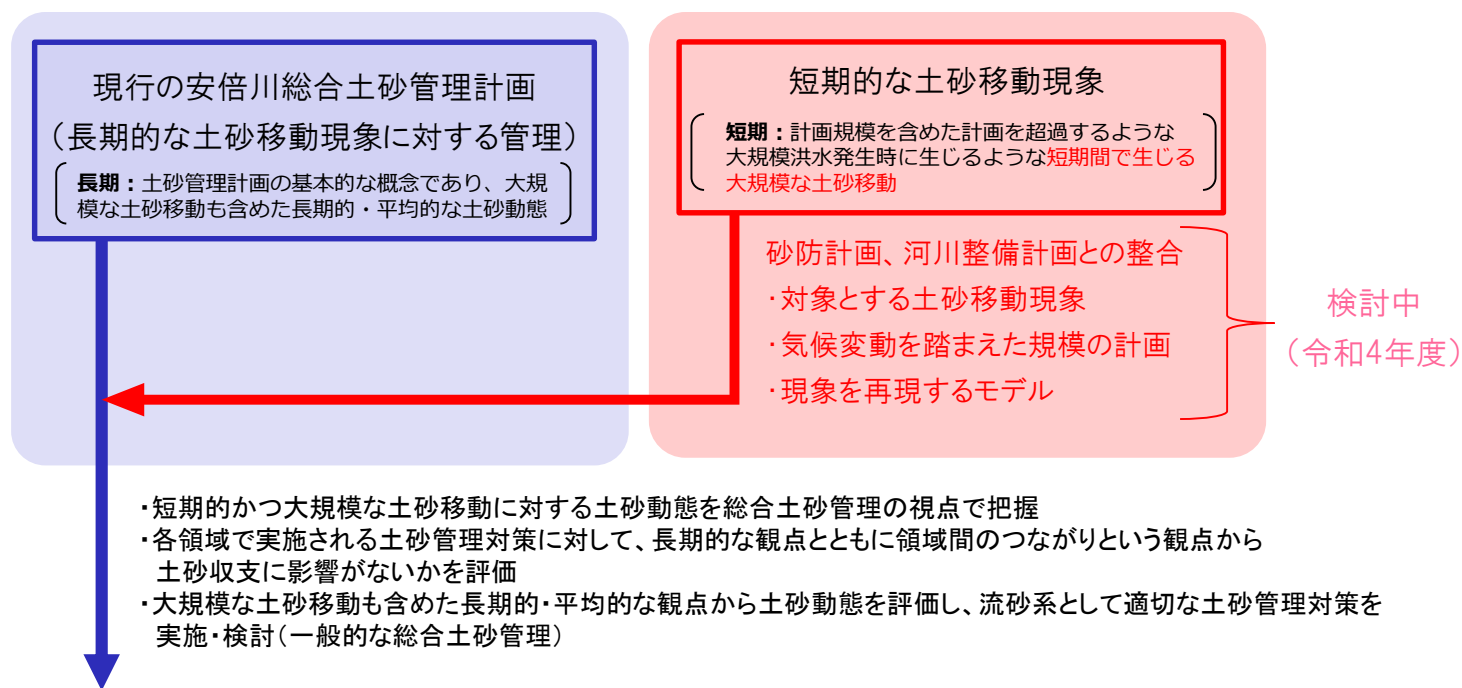 現行の安倍川総合土砂管理計画
（長期的な土砂移動現象に対する管理）
長期：土砂管理計画の基本的な概念であり、大規
模な土砂移動も含めた長期的・平均的な土砂動態
短期的な土砂移動現象
短期：計画規模を含めた計画を超過するような
大規模洪水発生時に生じるような短期間で生じる
大規模な土砂移動
砂防計画、河川整備計画との整合
・対象とする土砂移動現象
・気候変動を踏まえた規模の計画
・現象を再現するモデル
検討中
（令和4年度）
・短期的かつ大規模な土砂移動に対する土砂動態を総合土砂管理の視点で把握
・各領域で実施される土砂管理対策に対して、長期的な観点とともに領域間のつながりという観点から
土砂収支に影響がないかを評価
・大規模な土砂移動も含めた長期的・平均的な観点から土砂動態を評価し、流砂系として適切な土砂管理対策を
実施・検討（一般的な総合土砂管理）